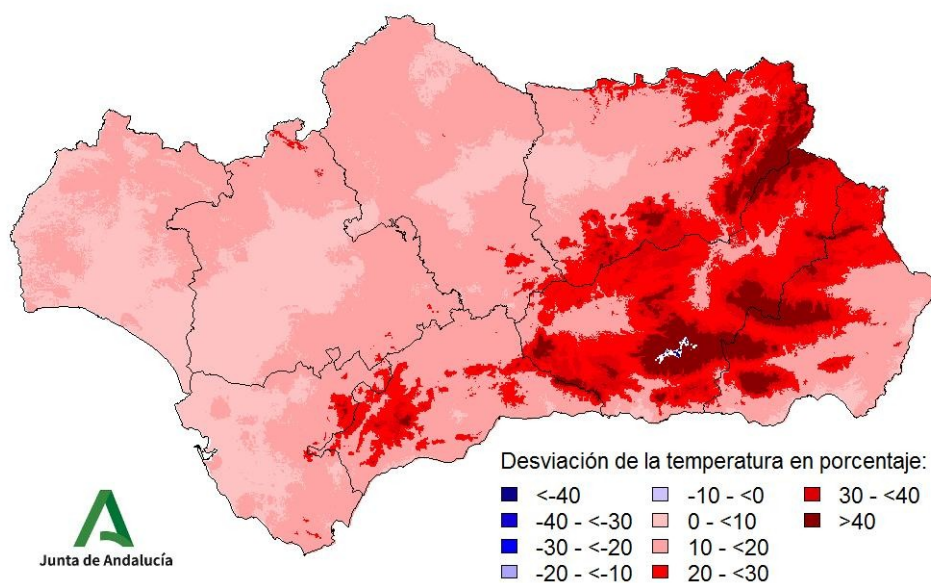 Desviación de la temperatura en porcentaje:
<-40 -10 - <0 30 - <40
-40 - <-30 0 - <10 >40
-30 - <-20 10 - <20
-20 - <-10 20 - <30
Junta de Andalucía